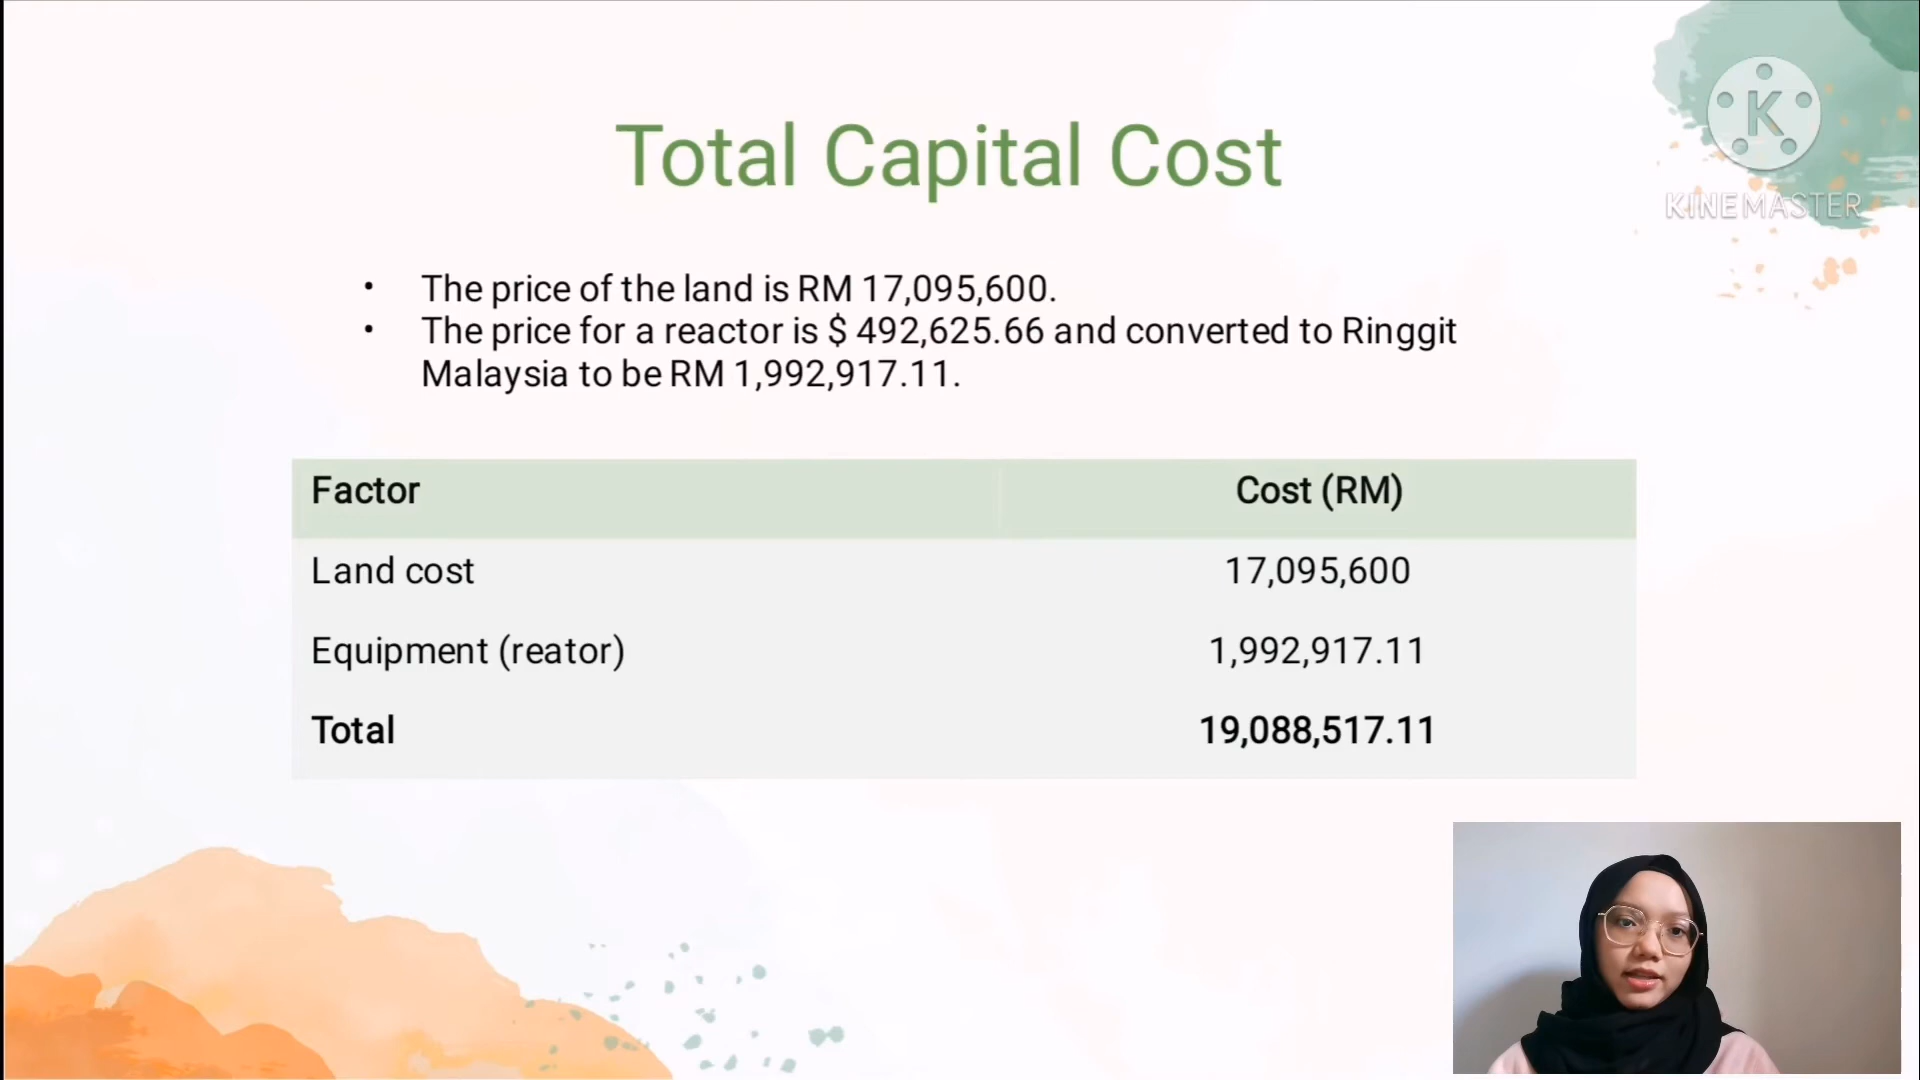 K
KINEMASTER
Total Capital Cost
• The price of the land is RM 17,095,600.
• The price for a reactor is $ 492,625.66 and converted to Ringgit
Malaysia to be RM 1,992,917.11.
Factor Cost (RM)
Land cost 17,095,600
Equipment (reator) 1,992,917.11
Total 19,088,517.11